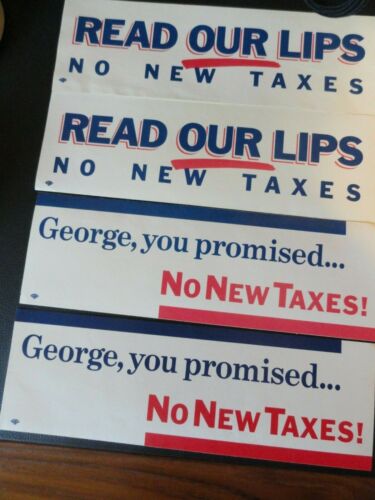 READ OUR LIPS
NO NEW TAXES
READ OUR LIPS
NO NEW TAXES
George, you promised...
NO NEW TAXES!
George, you promised...
NO NEW TAXES!